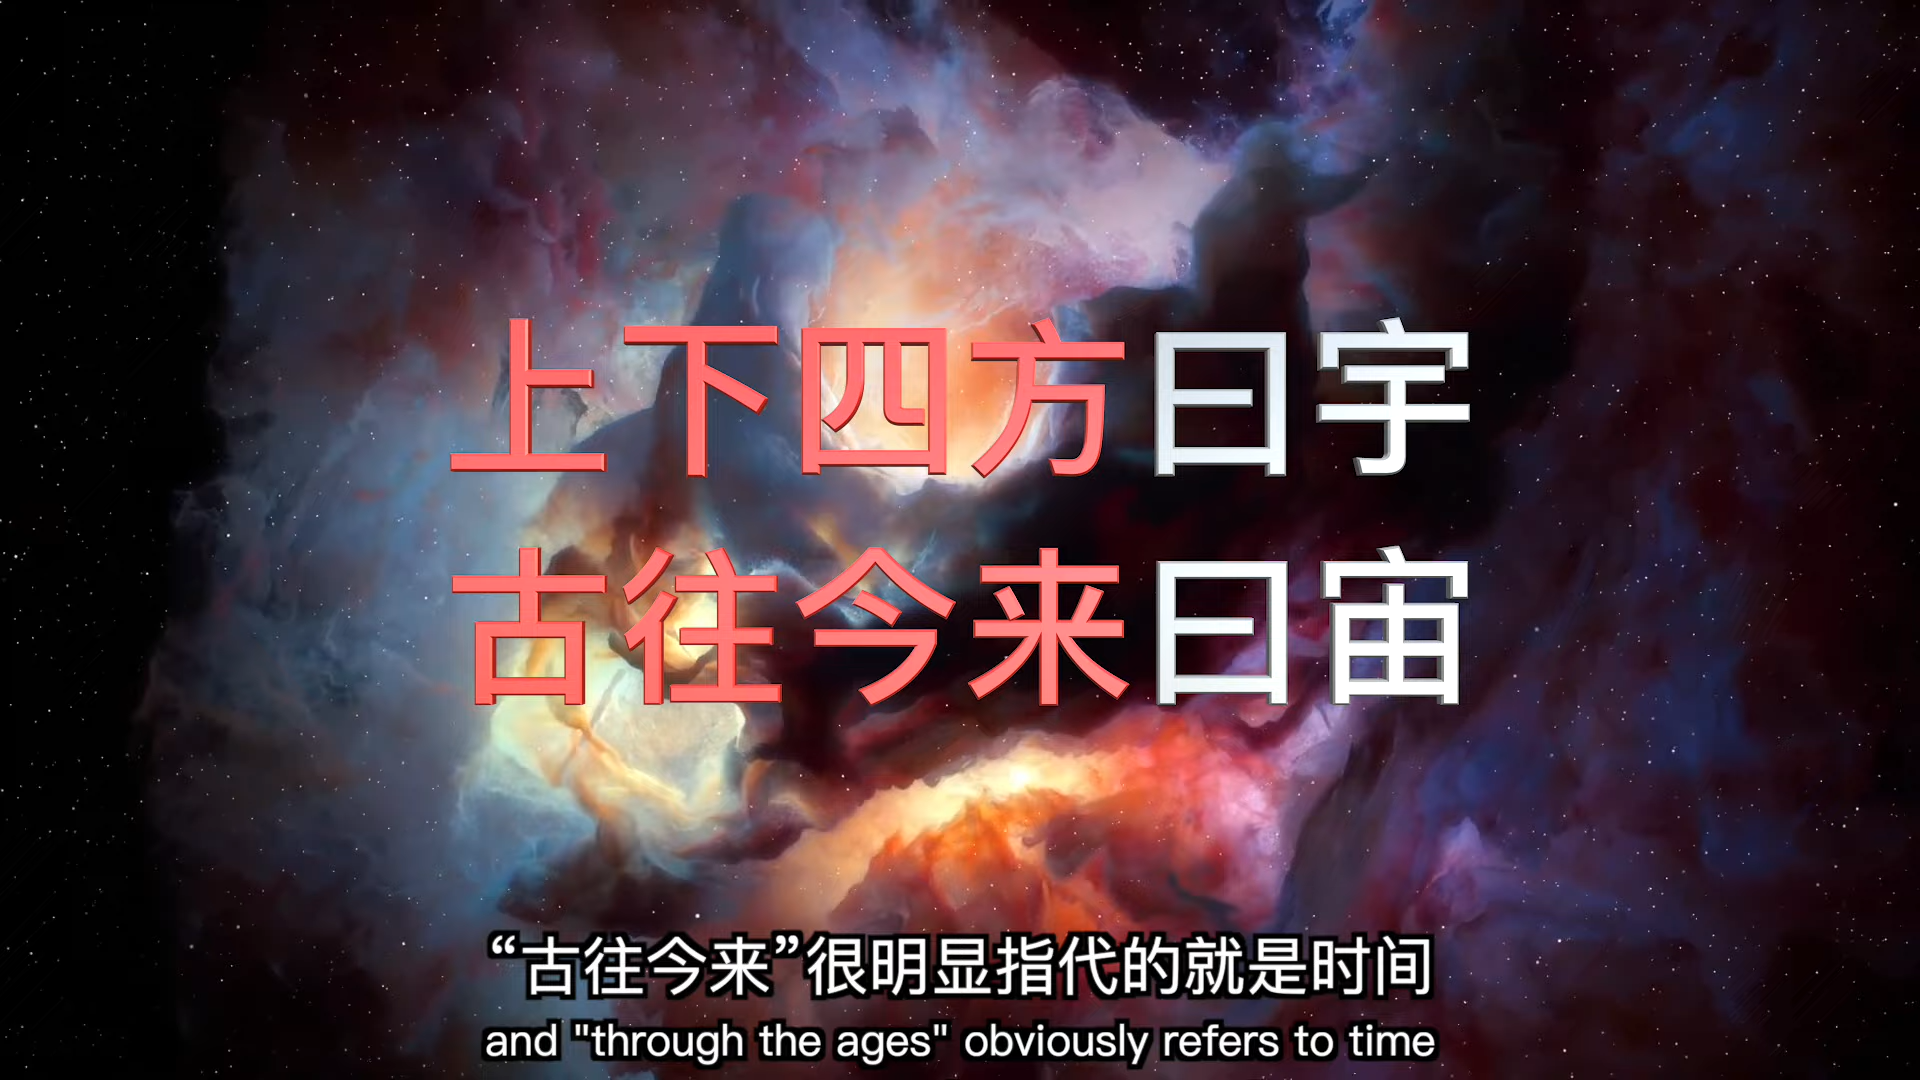 上下四方曰宇
古往今来曰宙
“古往今来”很明显指代的就是时间
and "through the ages" obviously refers to time